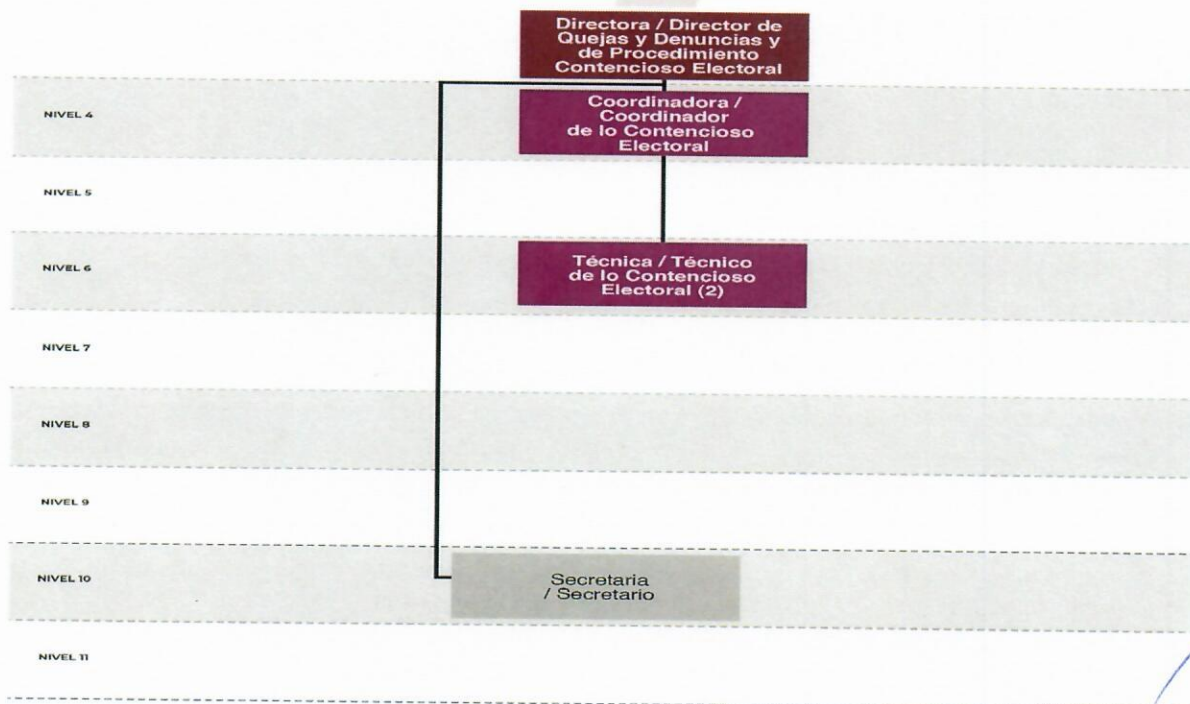 Directora / Director de
Quejas y Denuncias y
de Procedimiento
Contencioso Electoral
NIVEL 4
Coordinadora /
Coordinador
de lo Contencioso
Electoral
NIVEL 5
NIVEL 6
Técnica / Técnico
de lo Contencioso
Electoral (2)
NIVEL 7
NIVEL 8
NIVEL 9
NIVEL 10
Secretaria
/ Secretario
NIVEL 11